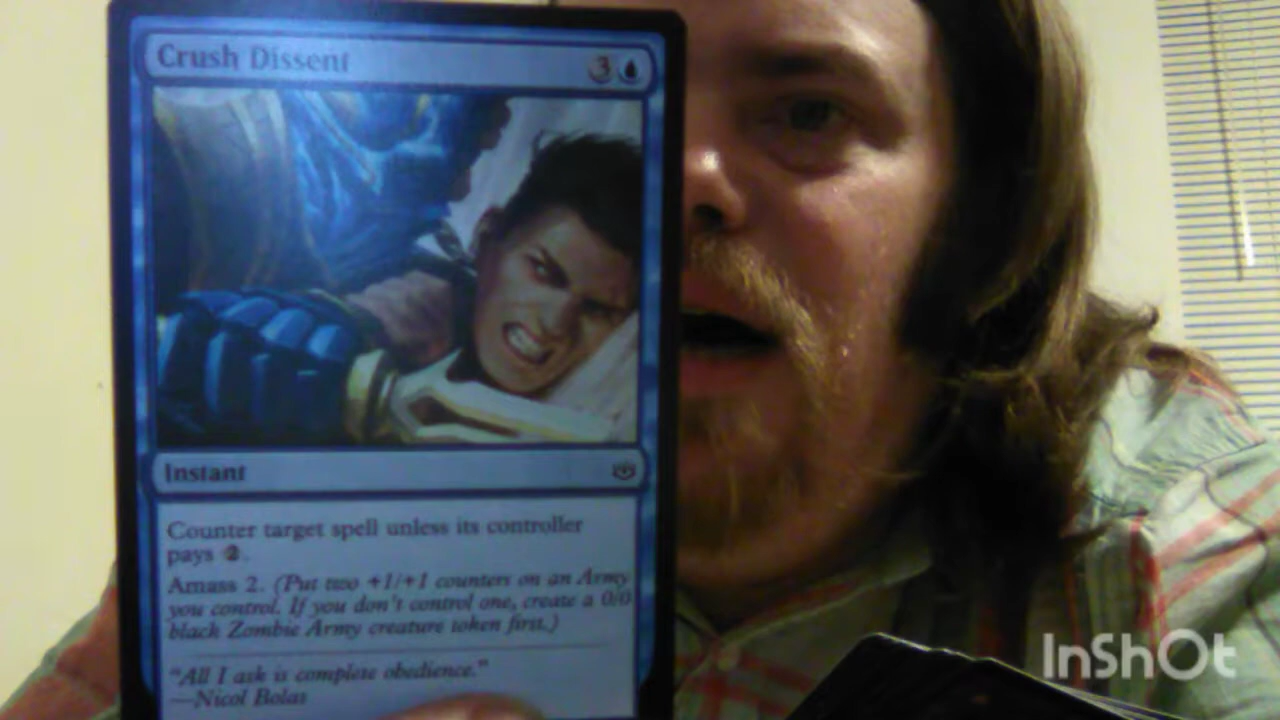 Crush Dissent 3
Instant
Counter target spell unless its controller
pays 2.
Amass 2. (Put two +1/+1 counters on an Army
you control. If you don't control one, create a 0/0
black Zombie Army creature token first.)
"All I ask is complete obedience."
—Nicol Bolas
InShOt